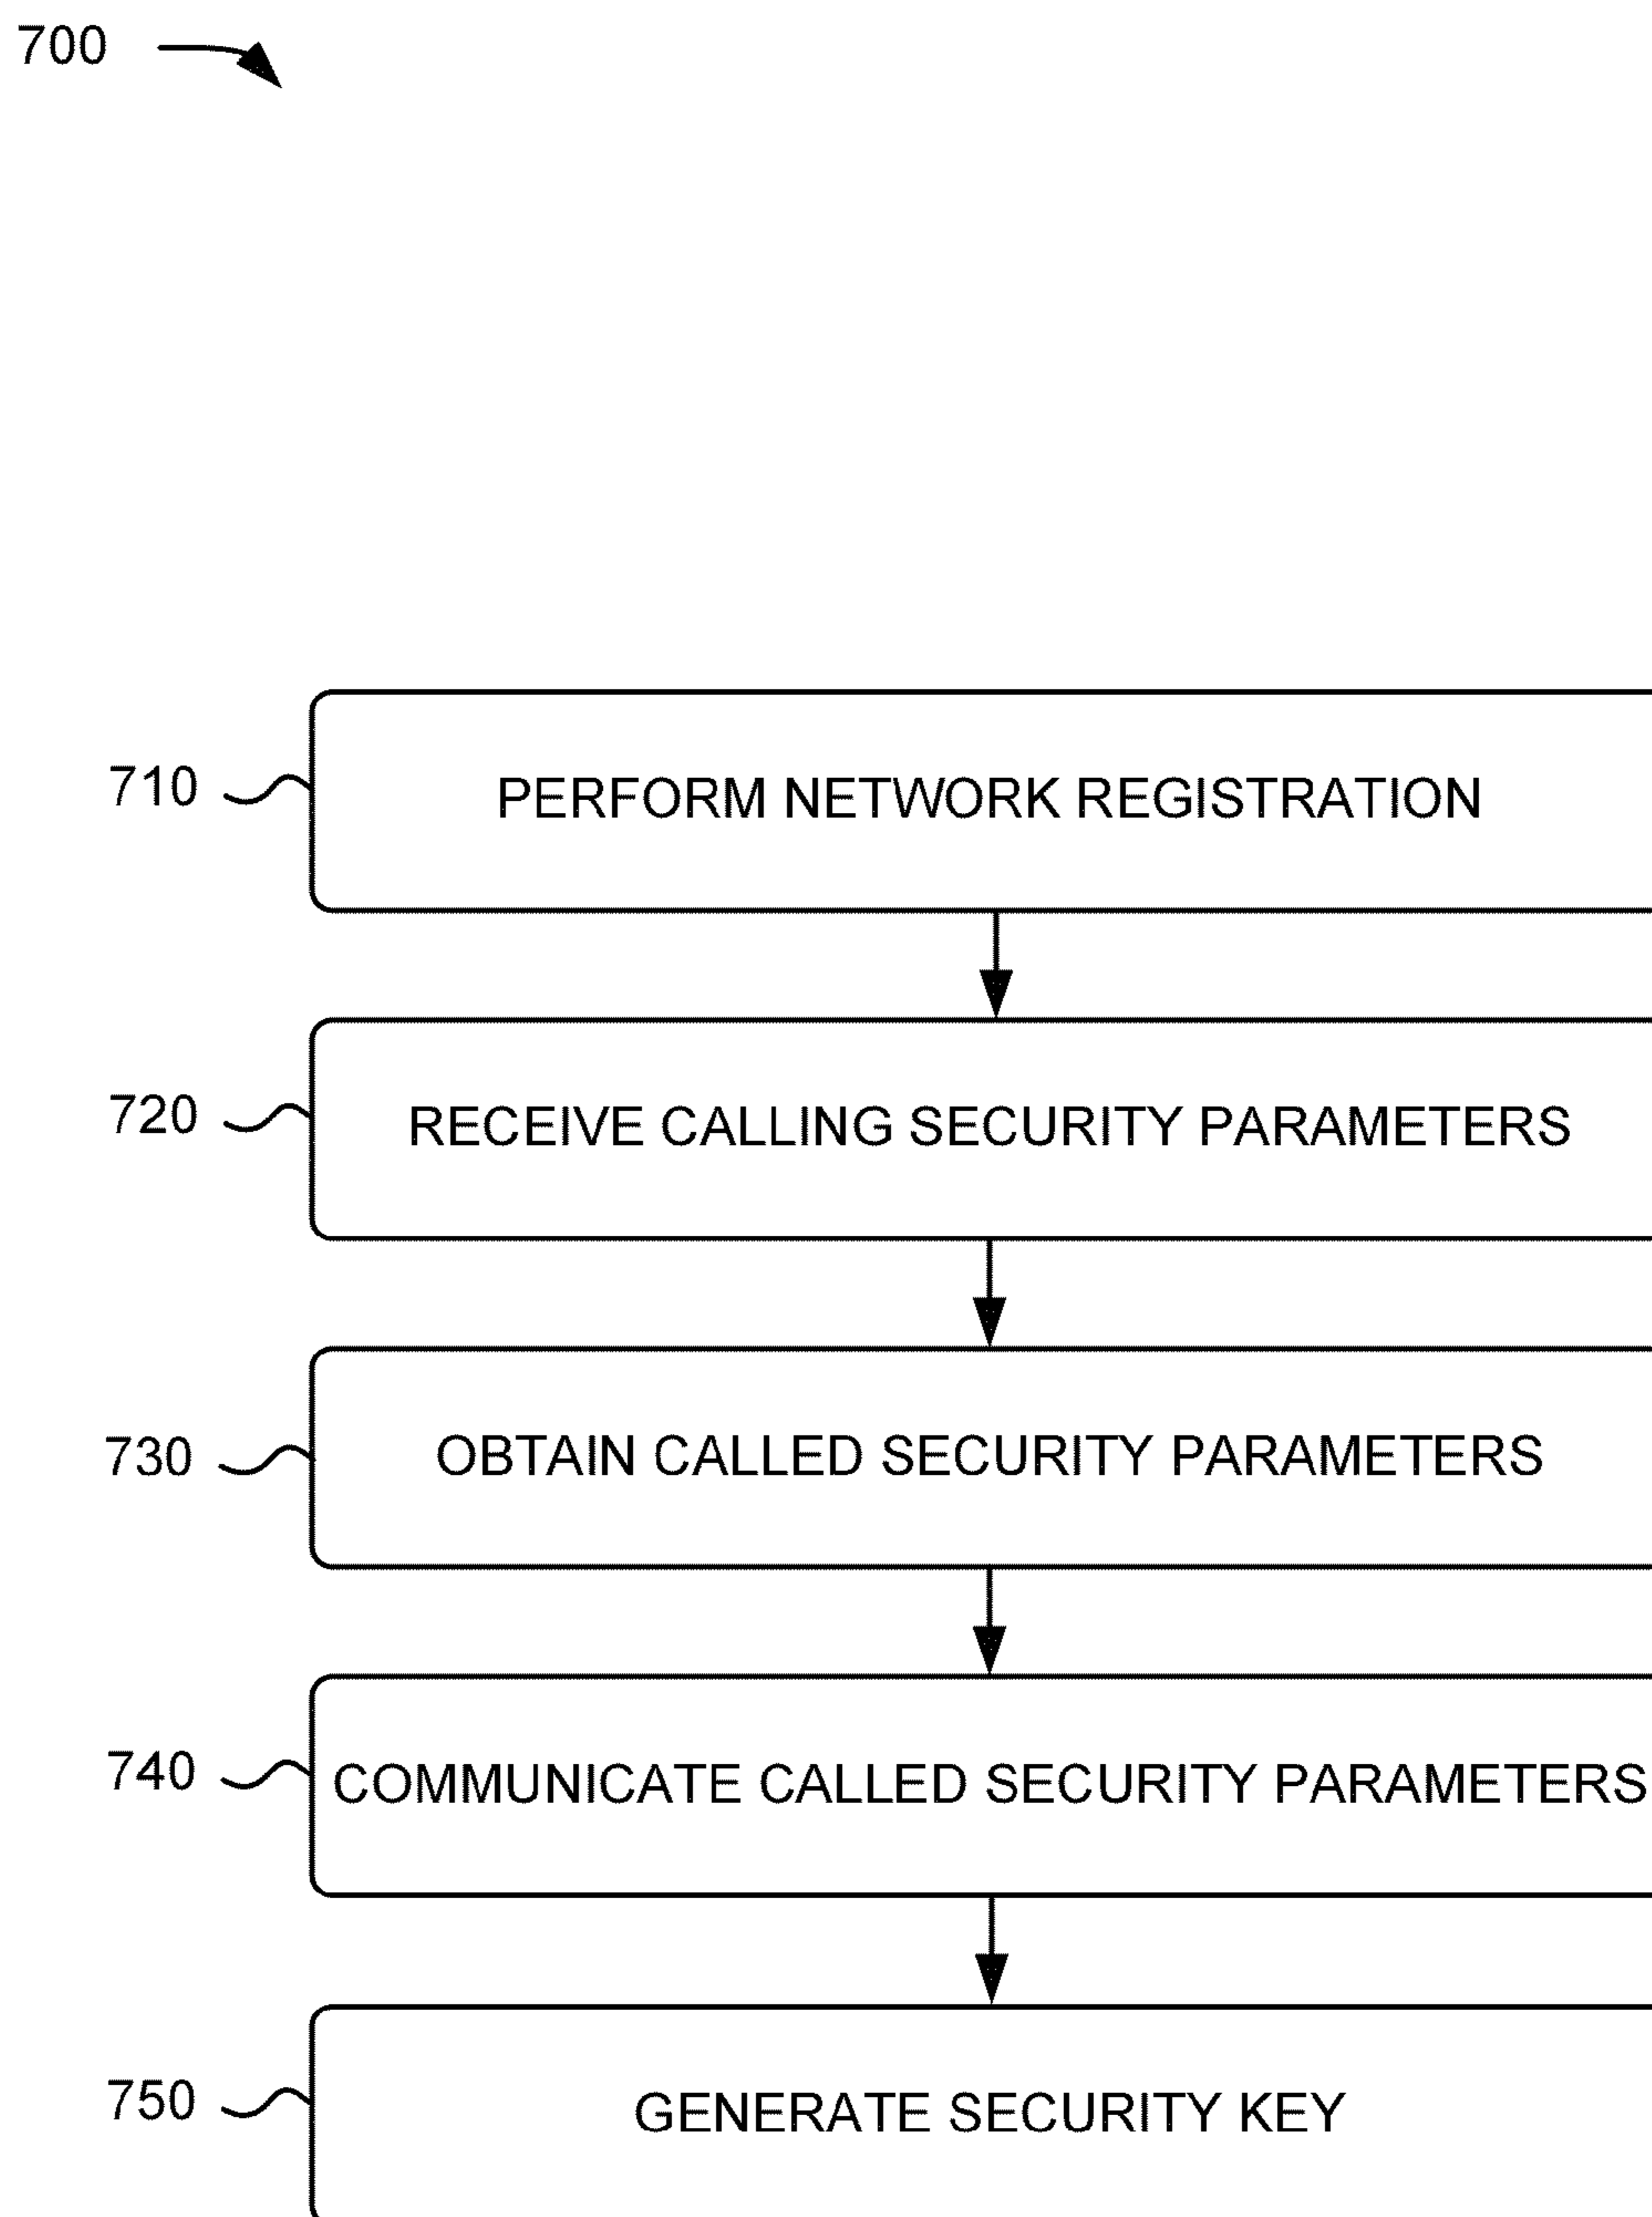 700
710
PERFORM NETWORK REGISTRATION
720
RECEIVE CALLING SECURITY PARAMETERS
730
OBTAIN CALLED SECURITY PARAMETERS
740
COMMUNICATE CALLED SECURITY PARAMETERS
750
GENERATE SECURITY KEY